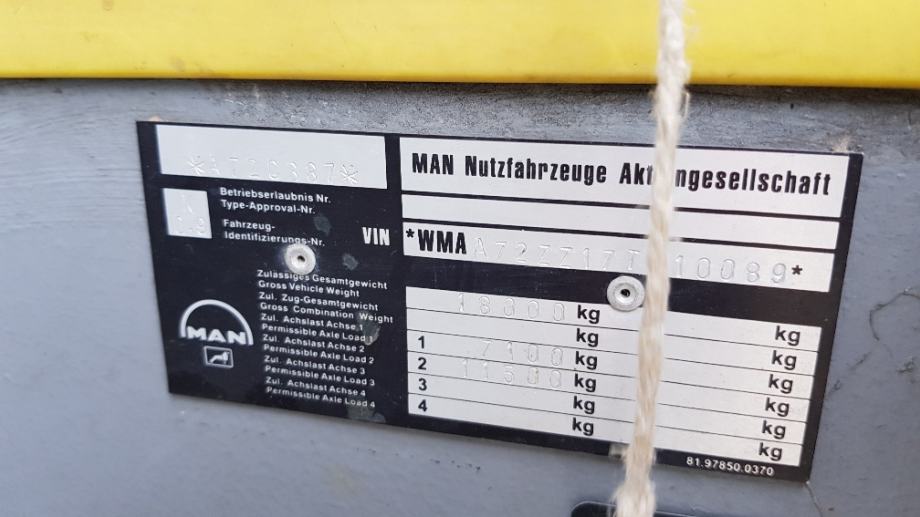 MAN Nutzfahrzeuge Akt ngesellschaft
*A72C387*
Betriebserlaubnis Nr.
Type-Approval-Nr.
Fahrzeug-
Identifizierungs-Nr.
VIN
*WMA A72ZZ17 10089*
Zulässiges Gesamtgewicht
Gross Vehicle Weight
18000 kg kg
Zul. Zug-Gesamtgewicht
Gross Combination Weight
kg kg
Zul. Achslast Achse 1
Permissible Axle Load 1
1 7100 kg kg
Zul. Achslast Achse 2
Permissible Axle Load 2
2 11500 kg kg
Zul. Achslast Achse 3
Permissible Axle Load 3
3 kg kg
Zul. Achslast Achse 4
Permissible Axle Load 4
4 kg kg
MAN
81.97850.0370